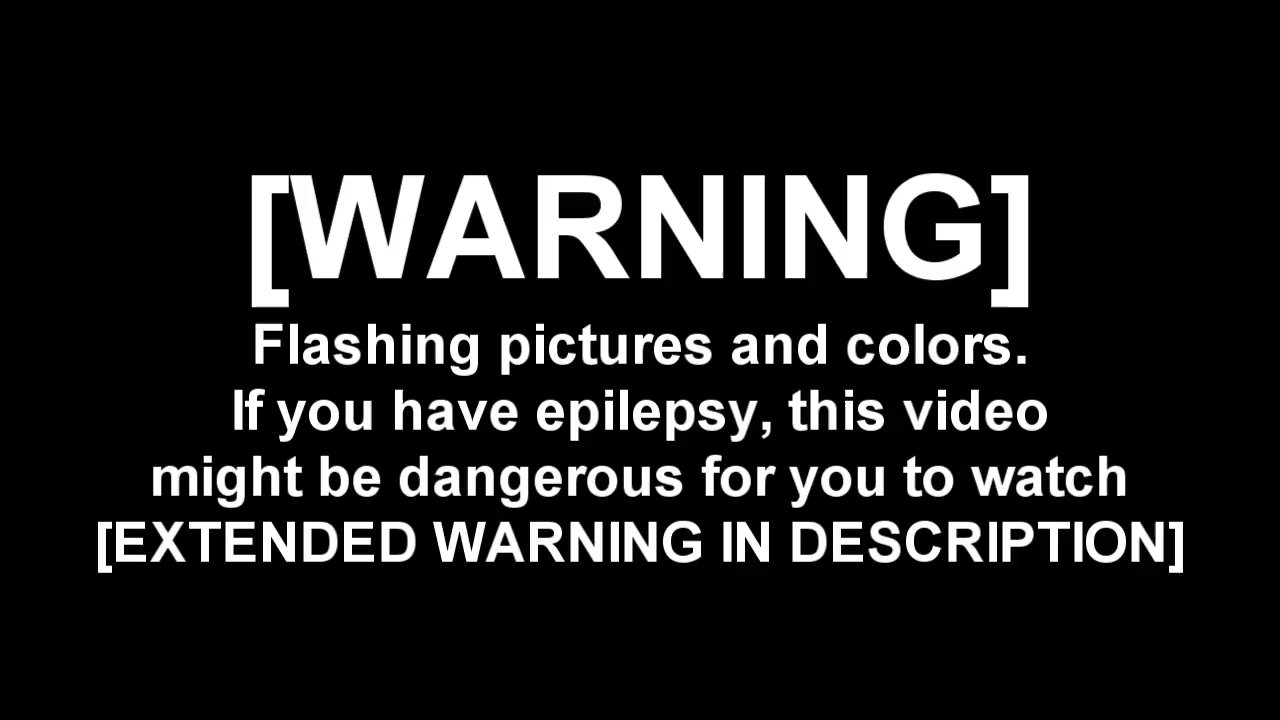 [WARNING]
Flashing pictures and colors.
If you have epilepsy, this video
might be dangerous for you to watch
[EXTENDED WARNING IN DESCRIPTION]